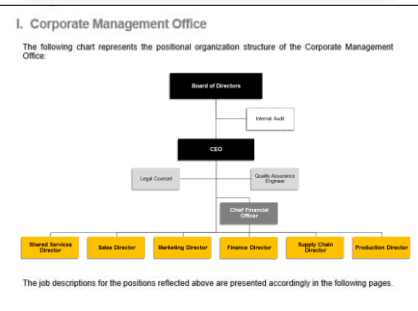 I. Corporate Management Office
The following chart represents the positional organization structure of the Corporate Management
Office:
Board of Directors
Internal Audit
CEO
Legal Counsel
Quality Assurance
Engineer
Chief Financial
Officer
Shared Services
Director
Sales Director
Marketing Director
Finance Director
Supply Chain
Director
Production Director
The job descriptions for the positions reflected above are presented accordingly in the following pages.